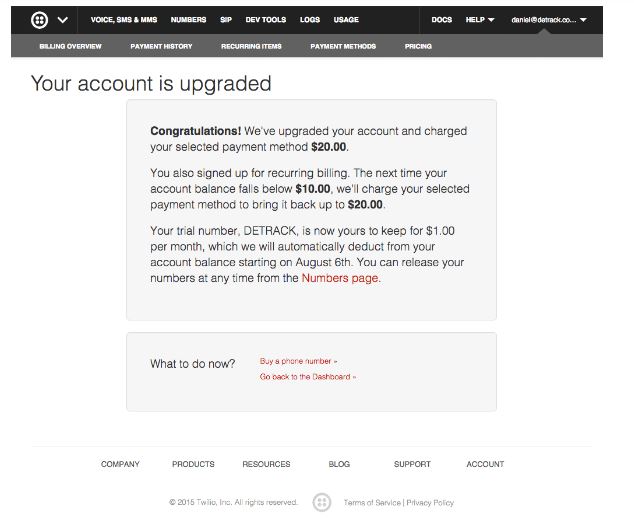 VOICE, SMS & MMS NUMBERS SIP DEV TOOLS LOGS USAGE DOCS HELP daniel@detrack.co...
BILLING OVERVIEW PAYMENT HISTORY RECURRING ITEMS PAYMENT METHODS PRICING
Your account is upgraded
Congratulations! We've upgraded your account and charged
your selected payment method $20.00.
You also signed up for recurring billing. The next time your
account balance falls below $10.00, we'll charge your selected
payment method to bring it back up to $20.00.
Your trial number, DETRACK, is now yours to keep for $1.00
per month, which we will automatically deduct from your
account balance starting on August 6th. You can release your
numbers at any time from the Numbers page.
What to do now?
Buy a phone number »
Go back to the Dashboard »
COMPANY PRODUCTS RESOURCES BLOG SUPPORT ACCOUNT
© 2015 Twilio, Inc. All rights reserved. Terms of Service | Privacy Policy